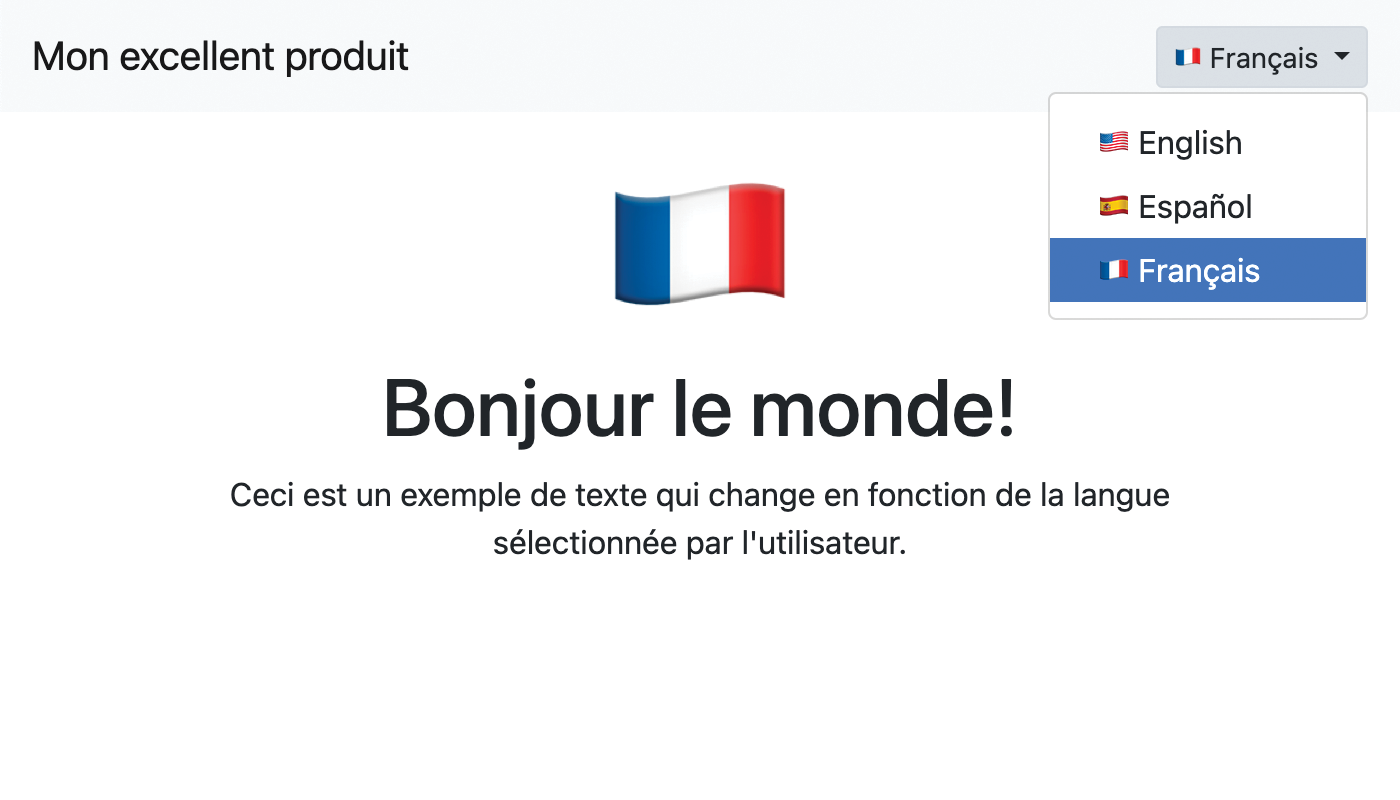 Mon excellent produit
Français
English
Español
Français
Bonjour le monde!
Ceci est un exemple de texte qui change en fonction de la langue
sélectionnée par l'utilisateur.